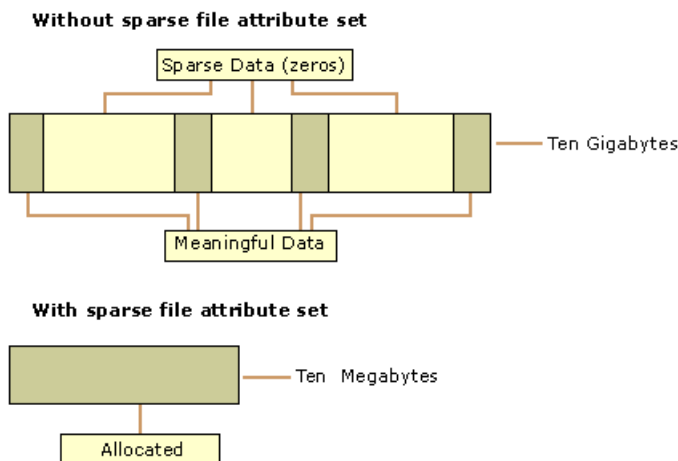 Without sparse file attribute set
Sparse Data (zeros)
Ten Gigabytes
Meaningful Data
With sparse file attribute set
Ten Megabytes
Allocated